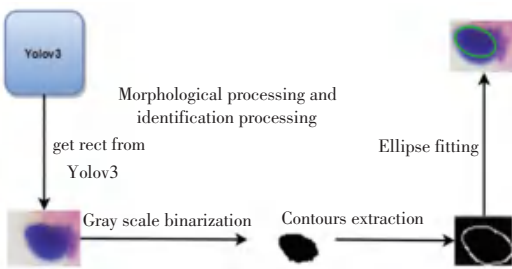 Yolov3
Morphological processing and
identification processing
get rect from
Yolov3
Ellipse fitting
Gray scale binarization
Contours extraction